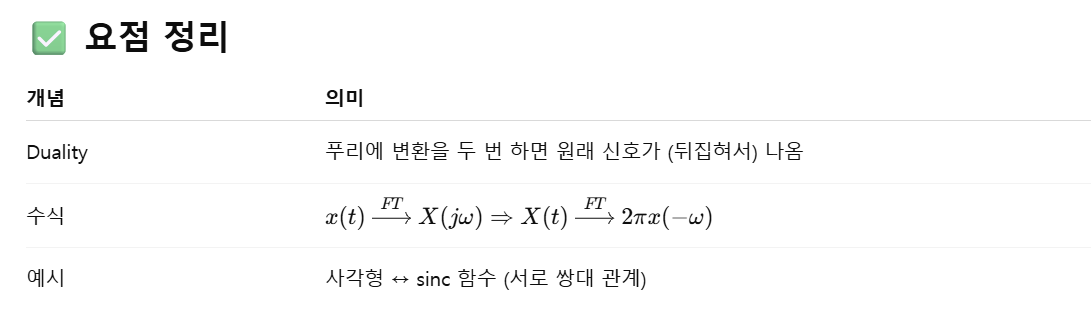 ✅ 요점 정리
개념 의미
Duality 푸리에 변환을 두 번 하면 원래 신호가 (뒤집혀서) 나옴
수식 x(t) —FT→ X(jω) ⇒ X(t) —FT→ 2πx(−ω)
예시 사각형 ↔ sinc 함수 (서로 쌍대 관계)